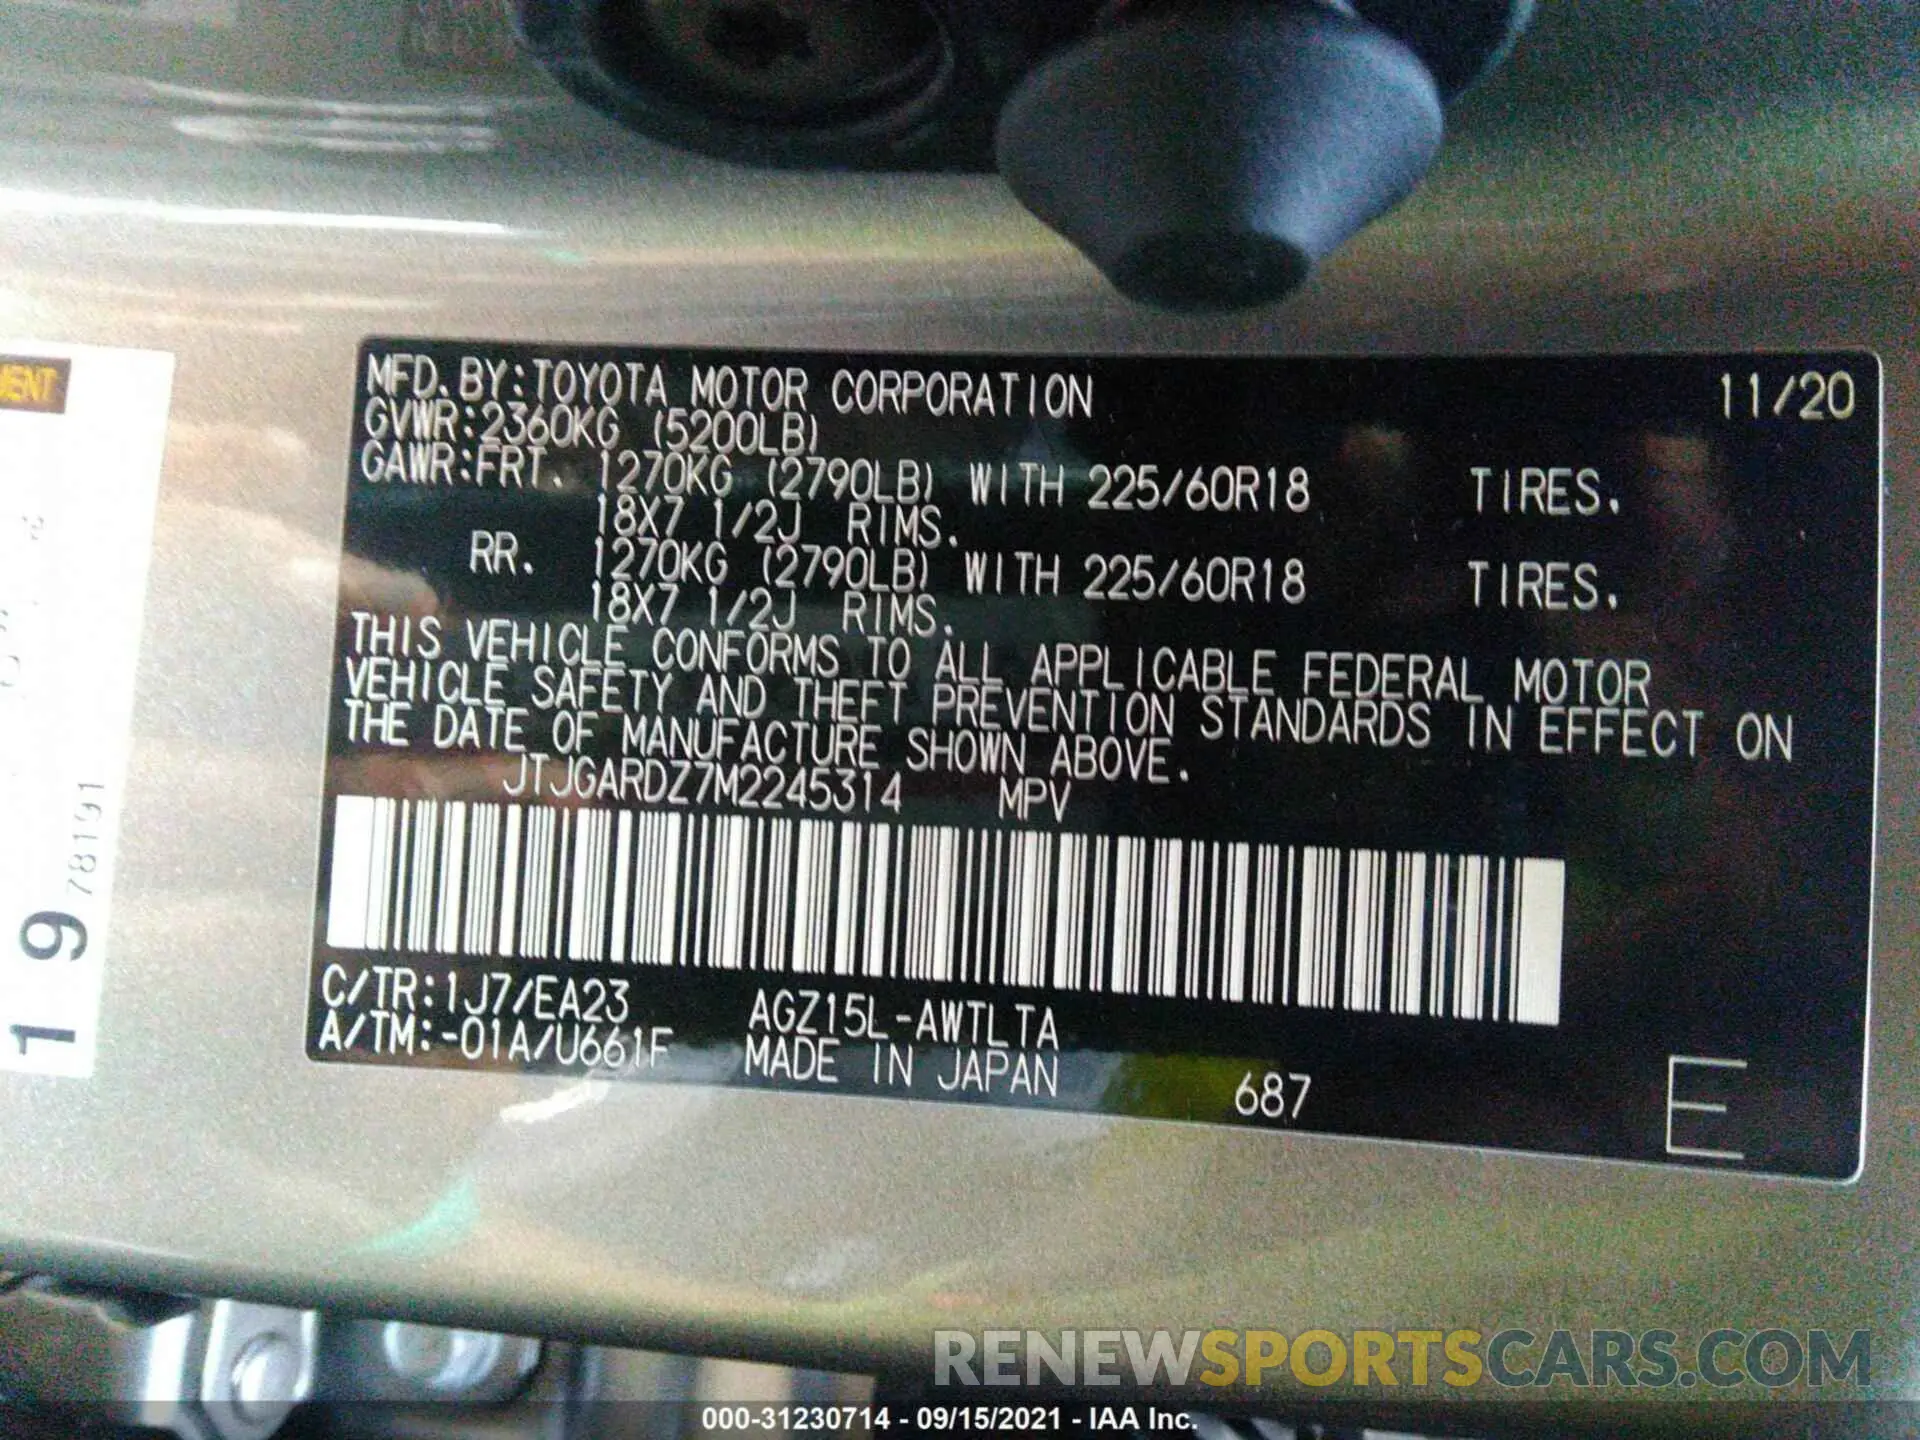 MENT
MFD.BY:TOYOTA MOTOR CORPORATION 11/20
GVWR:2360KG (5200LB)
GAWR:FRT. 1270KG (2790LB) WITH 225/60R18 TIRES.
18X7 1/2J RIMS.
RR. 1270KG (2790LB) WITH 225/60R18 TIRES.
18X7 1/2J RIMS.
THIS VEHICLE CONFORMS TO ALL APPLICABLE FEDERAL MOTOR
VEHICLE SAFETY AND THEFT PREVENTION STANDARDS IN EFFECT ON
THE DATE OF MANUFACTURE SHOWN ABOVE.
JTJGARDZ7M2245314 MPV
C/TR:1J7/EA23 AGZ15L-AWTLTA
A/TM:-01A/U661F MADE IN JAPAN
687 E
19
78191
RENEWSPORTSCARS.COM
000-31230714 - 09/15/2021 - IAA Inc.